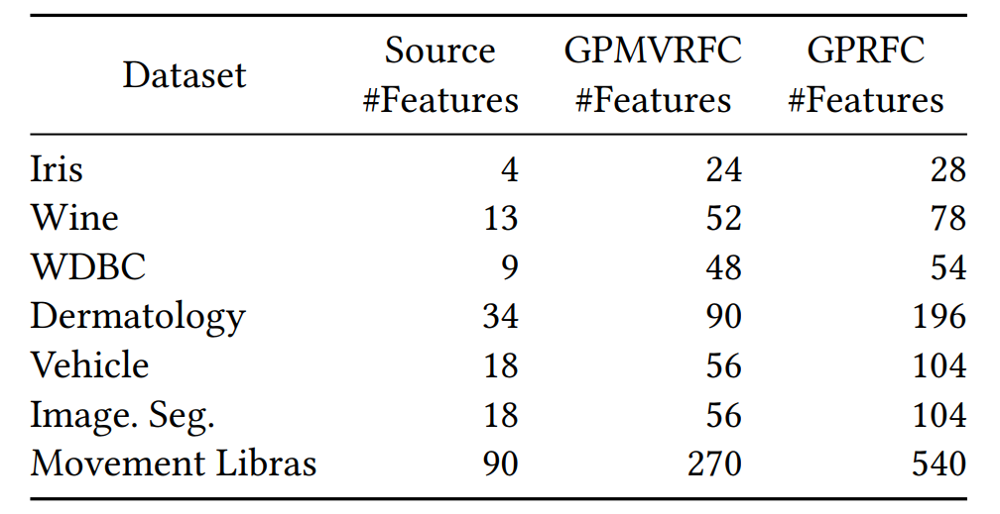 Dataset Source #Features GPMVRFC #Features GPRFC #Features
Iris 4 24 28
Wine 13 52 78
WDBC 9 48 54
Dermatology 34 90 196
Vehicle 18 56 104
Image. Seg. 18 56 104
Movement Libras 90 270 540